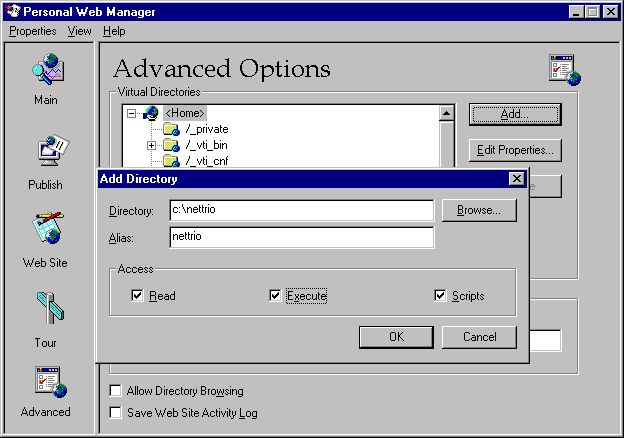 Personal Web Manager
Properties View Help
Main
Publish
Web Site
Tour
Advanced
Advanced Options
Virtual Directories
<Home>
/_private
/_vti_bin
/_vti_cnf
Add...
Edit Properties...
Add Directory
Directory: c:\nettrio
Browse...
Alias: nettrio
Access
Read Execute Scripts
OK Cancel
Allow Directory Browsing
Save Web Site Activity Log